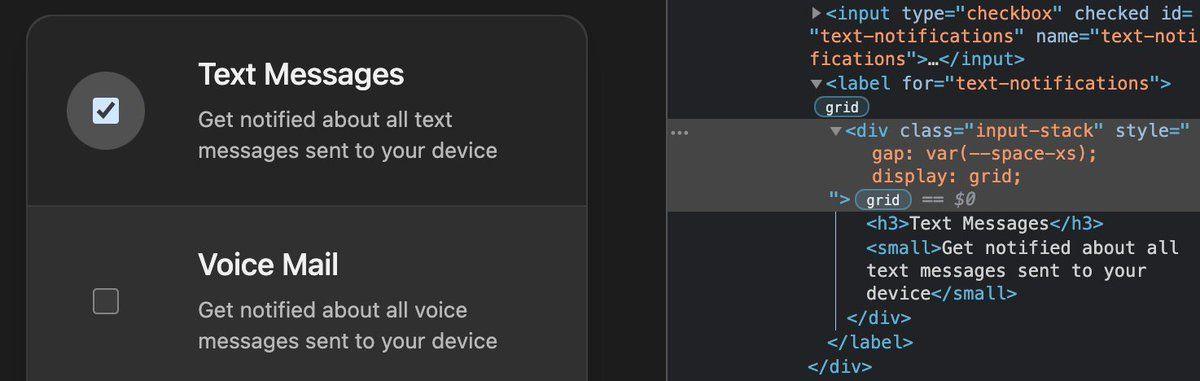 Text Messages
Get notified about all text
messages sent to your device
Voice Mail
Get notified about all voice
messages sent to your device
<input type="checkbox" checked id=
"text-notifications" name="text-noti
fications">…</input>
<label for="text-notifications">
grid
<div class="input-stack" style="
gap: var(--space-xs);
display: grid;
"> grid == $0
<h3>Text Messages</h3>
<small>Get notified about all
text messages sent to your
device</small>
</div>
</label>
</div>